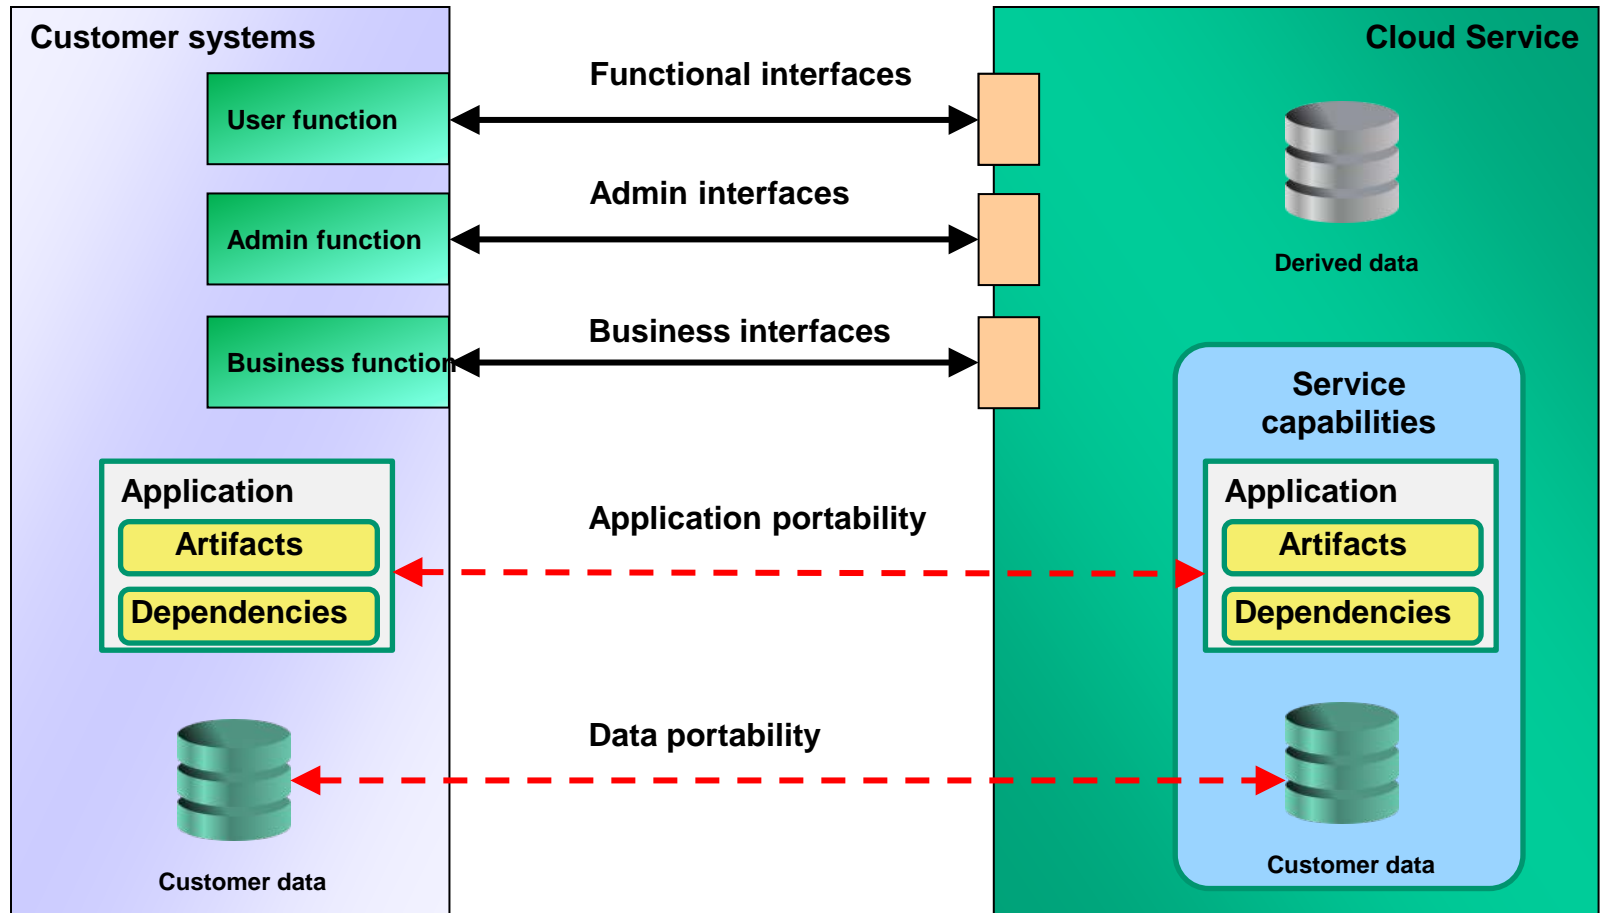 Customer systems
Cloud Service
Functional interfaces
User function
Admin interfaces
Admin function
Derived data
Business interfaces
Business function
Service
capabilities
Application
Artifacts
Dependencies
Application portability
Application
Artifacts
Dependencies
Data portability
Customer data
Customer data